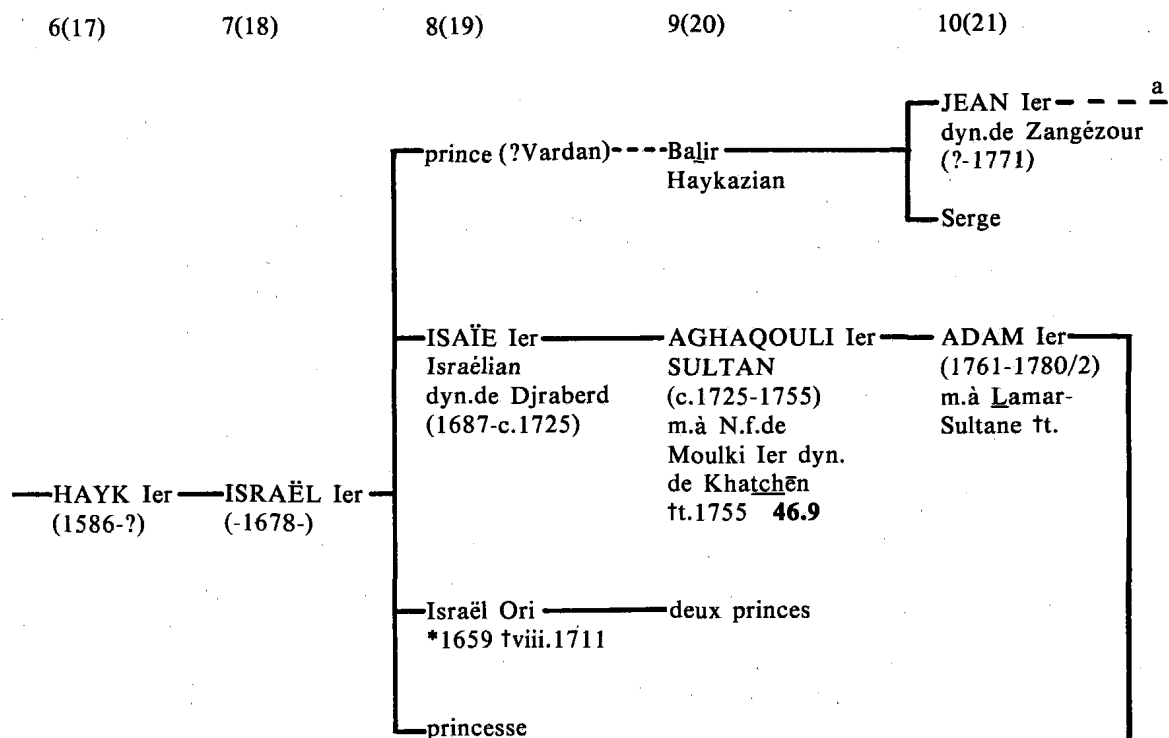 6(17) 7(18) 8(19) 9(20) 10(21)
a
JEAN Ier
dyn.de Zangézour
(?-1771)
prince (?Vardan) Balir
Haykazian
Serge
ISAÏE Ier
Israélian
dyn.de Djraberd
(1687-c.1725)
AGHAQOULI Ier
SULTAN
(c.1725-1755)
m.à N.f.de
Moulki Ier dyn.
de Khatchēn
†t.1755 46.9
ADAM Ier
(1761-1780/2)
m.à Lamar-
Sultane †t.
HAYK Ier
(1586-?)
ISRAËL Ier
(-1678-)
Israël Ori
*1659 †viii.1711
deux princes
princesse